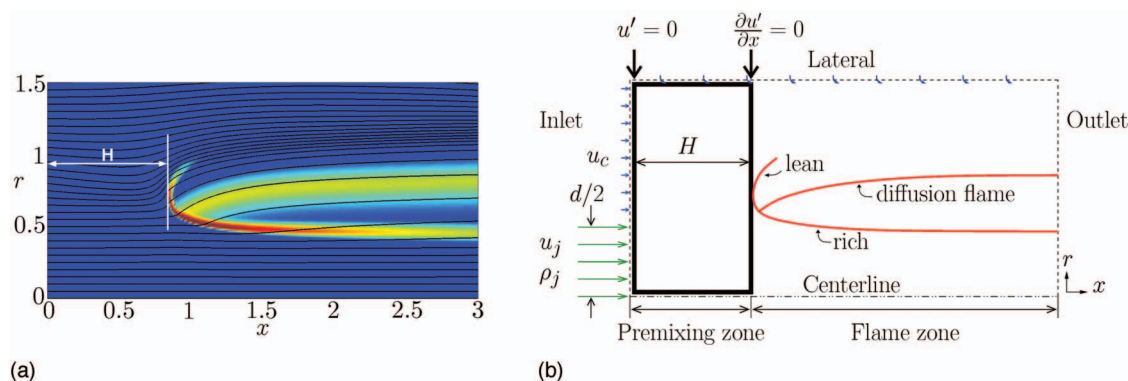 1.5
H
1
r
0.5
0
0 0.5 1 1.5 2 2.5 3
x
(a)
u′ = 0
∂u′/∂x = 0
Lateral
Inlet
Outlet
u_c
H
lean
d/2
diffusion flame
u_j
rich
ρ_j
Centerline
r
x
Premixing zone
Flame zone
(b)